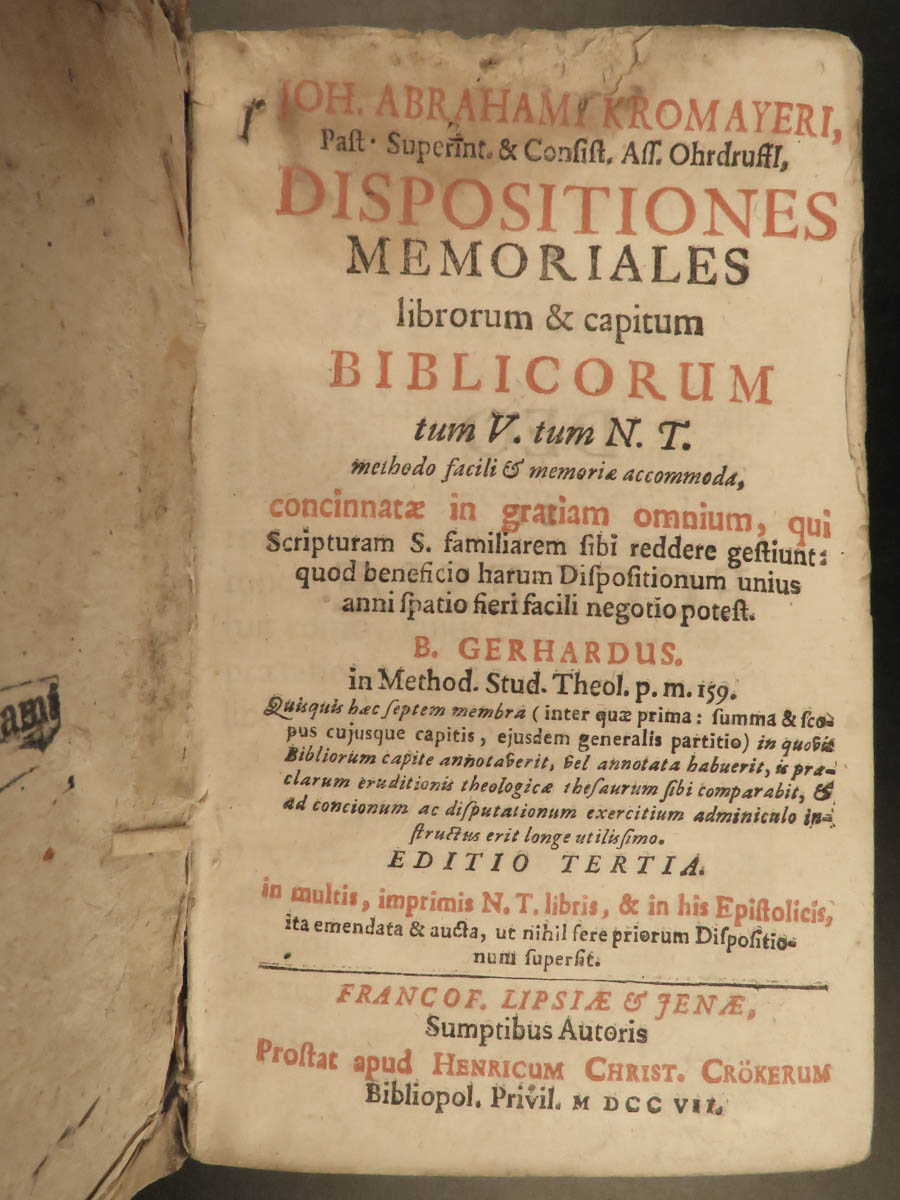 JOH. ABRAHAMI KROMAYERI,
Paſt. Superint. & Conſiſt. Aſſ. Ohrdruffi,
DISPOSITIONES
MEMORIALES
librorum & capitum
BIBLICORUM
tum V. tum N. T.
methodo facili & memoriæ accommoda,
concinnatæ in gratiam omnium, qui
Scripturam S. familiarem ſibi reddere geſtiunt:
quod beneficio harum Diſpoſitionum unius
anni ſpatio fieri facili negotio poteſt.
B. GERHARDUS.
in Method. Stud. Theol. p. m. 159.
Quisquis hæc ſeptem membra (inter quæ prima: ſumma & ſco-
pus cujusque capitis, ejusdem generalis partitio) in quovis
Bibliorum capite annotaverit, vel annotata habuerit, is præ-
clarum eruditionis theologicæ theſaurum ſibi comparabit, &
ad concionum ac diſputationum exercitium adminiculo in-
ſtructus erit longe utilisſimo.
EDITIO TERTIA.
in multis, imprimis N. T. libris, & in his Epiſtolicis,
ita emendata & aucta, ut nihil fere priorum Diſpoſitio-
num ſuperſit.
FRANCOF. LIPSIÆ & JENÆ,
Sumptibus Autoris
Proſtat apud HENRICUM CHRIST. CRÖKERUM
Bibliopol. Privil. M DCC VII.